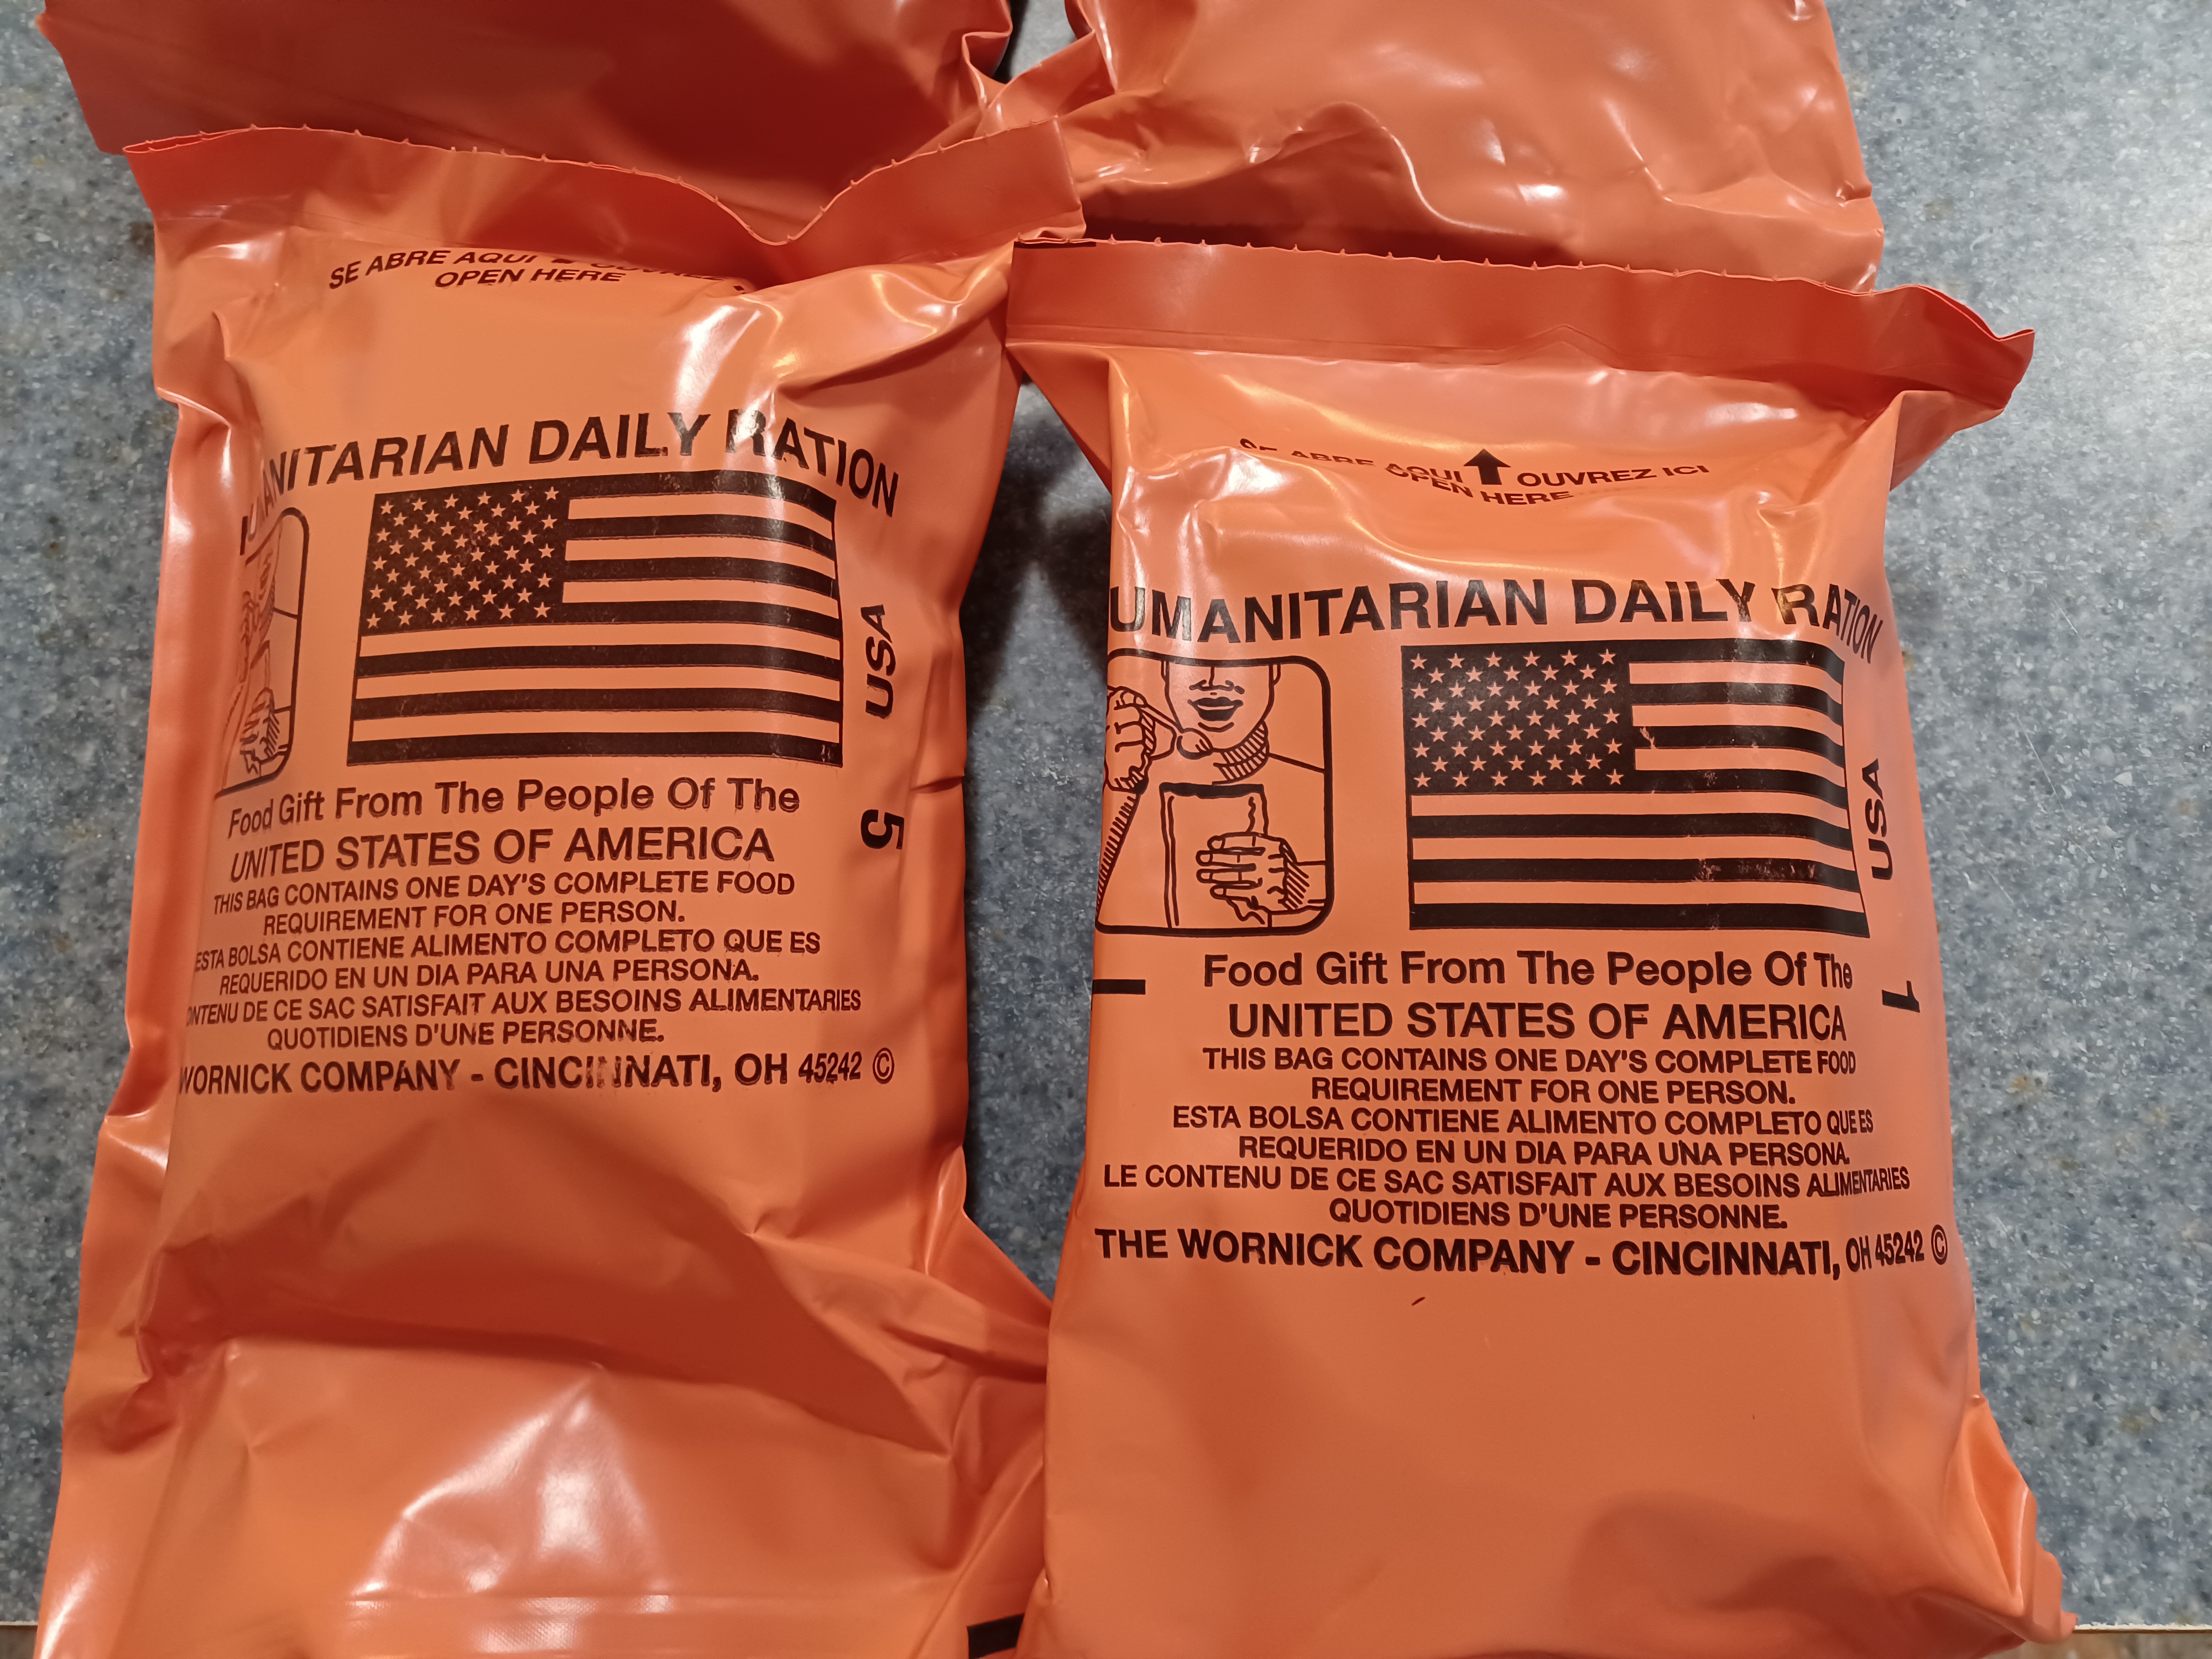 SE ABRE AQUI
OPEN HERE
HUMANITARIAN DAILY RATION
USA
5
Food Gift From The People Of The
UNITED STATES OF AMERICA
THIS BAG CONTAINS ONE DAY'S COMPLETE FOOD
REQUIREMENT FOR ONE PERSON.
ESTA BOLSA CONTIENE ALIMENTO COMPLETO QUE ES
REQUERIDO EN UN DIA PARA UNA PERSONA.
CONTENU DE CE SAC SATISFAIT AUX BESOINS ALIMENTARIES
QUOTIDIENS D'UNE PERSONNE.
WORNICK COMPANY - CINCINNATI, OH 45242 ©
SE ABRE AQUI OUVREZ ICI
OPEN HERE
HUMANITARIAN DAILY RATION
USA
1
Food Gift From The People Of The
UNITED STATES OF AMERICA
THIS BAG CONTAINS ONE DAY'S COMPLETE FOOD
REQUIREMENT FOR ONE PERSON.
ESTA BOLSA CONTIENE ALIMENTO COMPLETO QUE ES
REQUERIDO EN UN DIA PARA UNA PERSONA.
LE CONTENU DE CE SAC SATISFAIT AUX BESOINS ALIMENTARIES
QUOTIDIENS D'UNE PERSONNE.
THE WORNICK COMPANY - CINCINNATI, OH 45242 ©